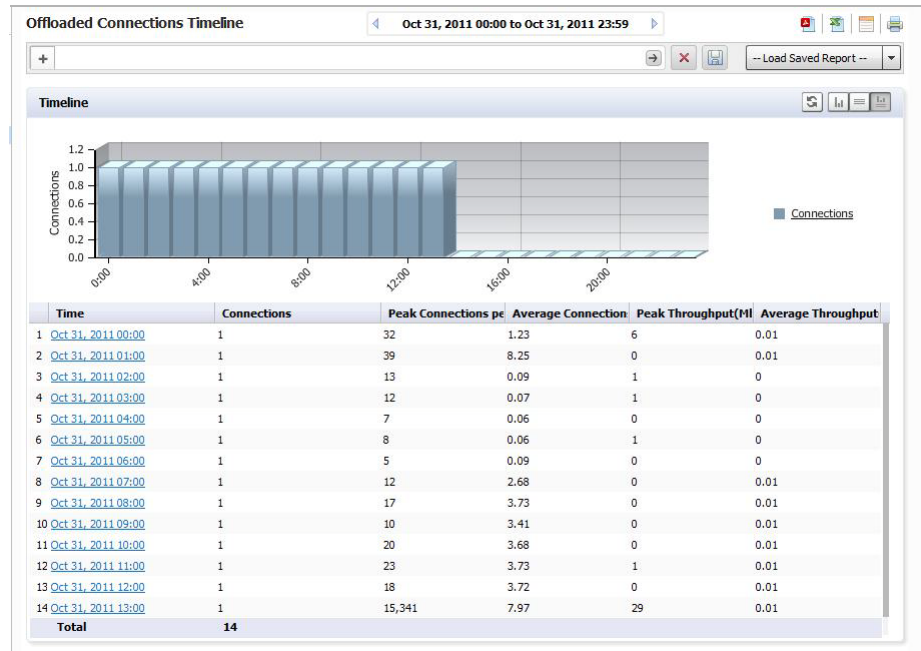 Offloaded Connections Timeline
Oct 31, 2011 00:00 to Oct 31, 2011 23:59
+
-- Load Saved Report --
Timeline
1.2
1.0
0.8
0.6
0.4
0.2
0.0
Connections
0:00 4:00 8:00 12:00 16:00 20:00
Connections
Time Connections Peak Connections pe Average Connection Peak Throughput(Ml Average Throughput
1 Oct 31, 2011 00:00 1 32 1.23 6 0.01
2 Oct 31, 2011 01:00 1 39 8.25 0 0.01
3 Oct 31, 2011 02:00 1 13 0.09 1 0
4 Oct 31, 2011 03:00 1 12 0.07 1 0
5 Oct 31, 2011 04:00 1 7 0.06 0 0
6 Oct 31, 2011 05:00 1 8 0.06 1 0
7 Oct 31, 2011 06:00 1 5 0.09 0 0
8 Oct 31, 2011 07:00 1 12 2.68 0 0.01
9 Oct 31, 2011 08:00 1 17 3.73 0 0.01
10 Oct 31, 2011 09:00 1 10 3.41 0 0.01
11 Oct 31, 2011 10:00 1 20 3.68 0 0.01
12 Oct 31, 2011 11:00 1 23 3.73 1 0.01
13 Oct 31, 2011 12:00 1 18 3.72 0 0.01
14 Oct 31, 2011 13:00 1 15,341 7.97 29 0.01
Total 14